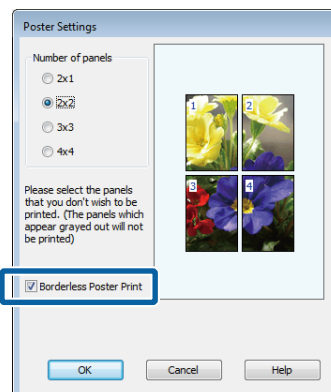 Poster Settings
Number of panels
2x1
2x2
3x3
4x4
1
2
3
4
Please select the panels
that you don't wish to be
printed. (The panels which
appear grayed out will not
be printed)
Borderless Poster Print
OK
Cancel
Help